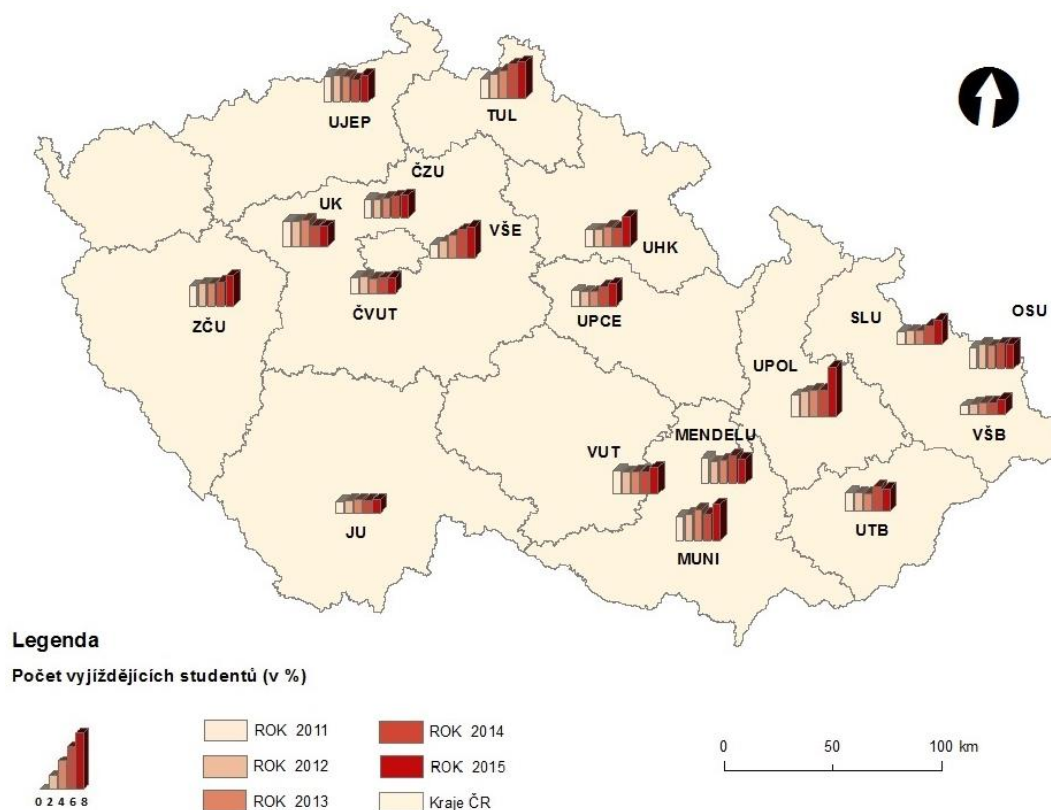 UJEP
TUL
ČZU
UK
VŠE
UHK
ZČU
ČVUT
UPCE
SLU
OSU
UPOL
VŠB
MENDELU
VUT
JU
MUNI
UTB
Legenda
Počet vyjíždějících studentů (v %)
0 2 4 6 8
ROK 2011
ROK 2012
ROK 2013
ROK 2014
ROK 2015
Kraje ČR
0 50 100 km